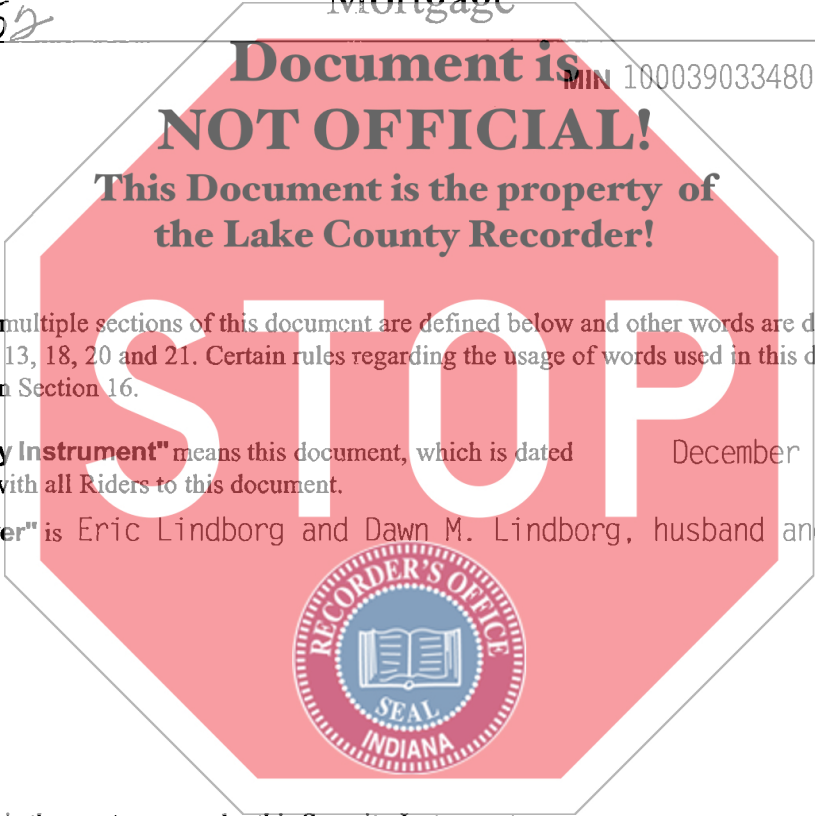 52
Mortgage
Document is
MIN 100039033480
NOT OFFICIAL!
This Document is the property of
the Lake County Recorder!
STOP
multiple sections of this document are defined below and other words are d
13, 18, 20 and 21. Certain rules regarding the usage of words used in this d
n Section 16.
y Instrument" means this document, which is dated December
with all Riders to this document.
er" is Eric Lindborg and Dawn M. Lindborg, husband an
RECORDER'S OFFICE
SEAL
INDIANA